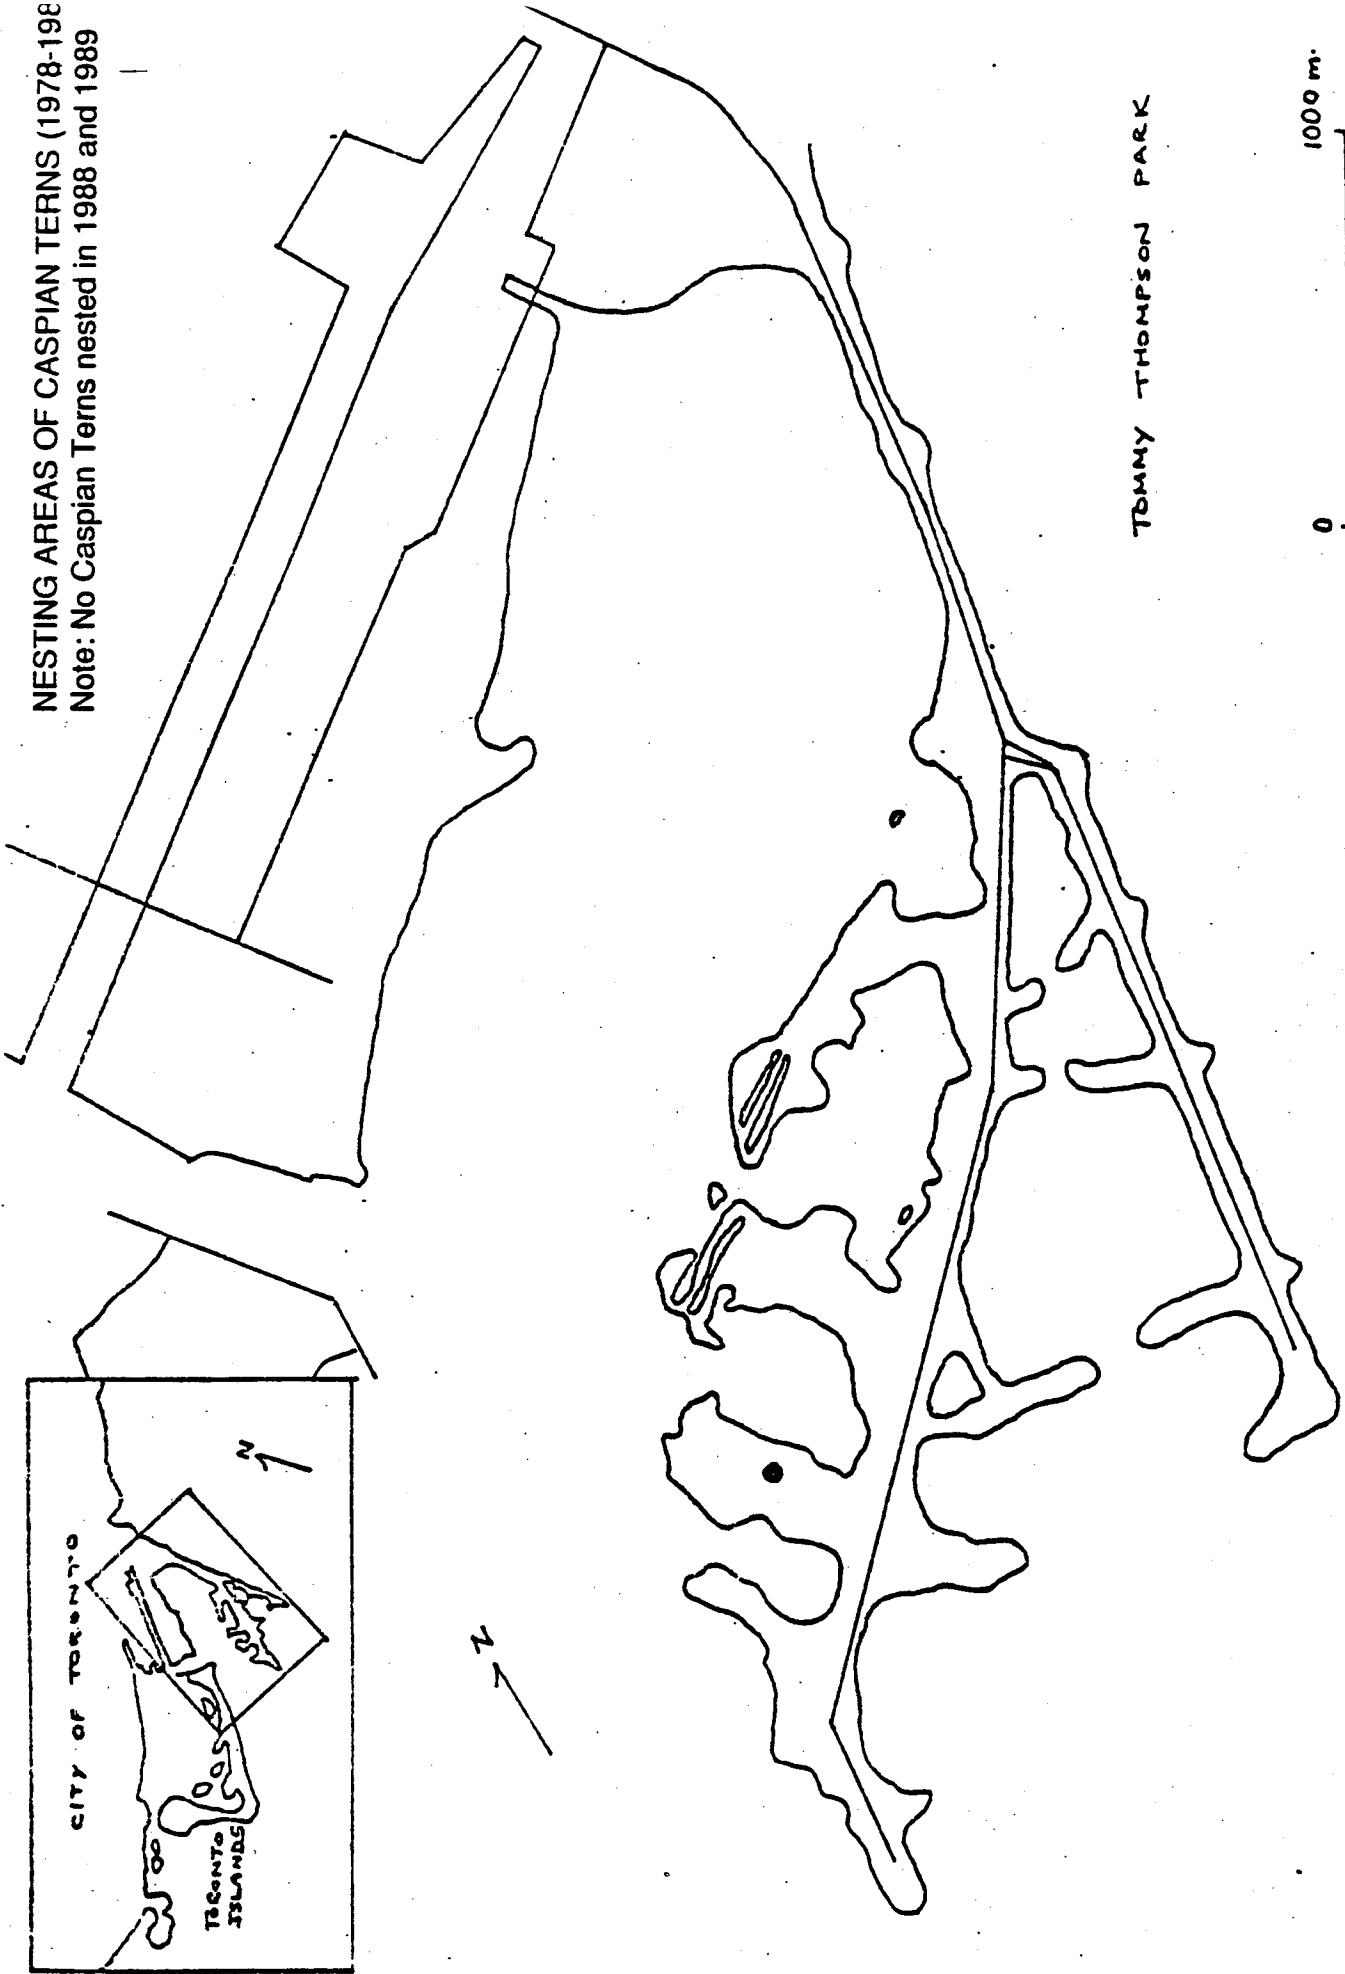 NESTING AREAS OF CASPIAN TERNS (1978-198
Note: No Caspian Terns nested in 1988 and 1989
CITY OF TORONTO
TORONTO
ISLANDS
N
N
TOMMY THOMPSON PARK
0
1000 m.